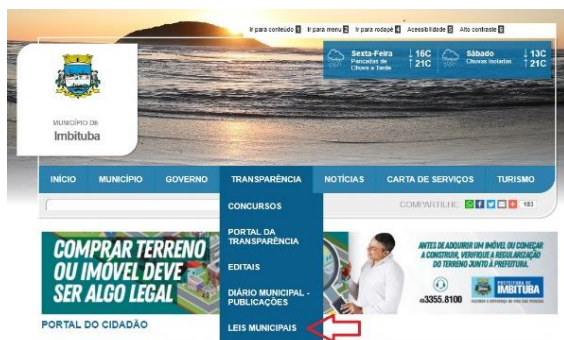 Ir para conteúdo 1 Ir para menu 2 Ir para rodapé 4 Acessibilidade 5 Alto contraste 6
Sexta-Feira
Pancadas de
Chuva a Tarde
↓16C
↑21C
Sábado
Chuvas Isoladas
↓13C
↑21C
MUNICÍPIO DE
Imbituba
INÍCIO MUNICÍPIO GOVERNO TRANSPARÊNCIA NOTÍCIAS CARTA DE SERVIÇOS TURISMO
COMPARTILHE: 183
CONCURSOS
PORTAL DA
TRANSPARÊNCIA
EDITAIS
DIÁRIO MUNICIPAL -
PUBLICAÇÕES
LEIS MUNICIPAIS
COMPRAR TERRENO
OU IMÓVEL DEVE
SER ALGO LEGAL
ANTES DE ADQUIRIR UM IMÓVEL OU COMEÇAR
A CONSTRUIR, VERIFIQUE A REGULARIZAÇÃO
DO TERRENO JUNTO À PREFEITURA.
48 3355.8100
PREFEITURA DE
IMBITUBA
PORTAL DO CIDADÃO